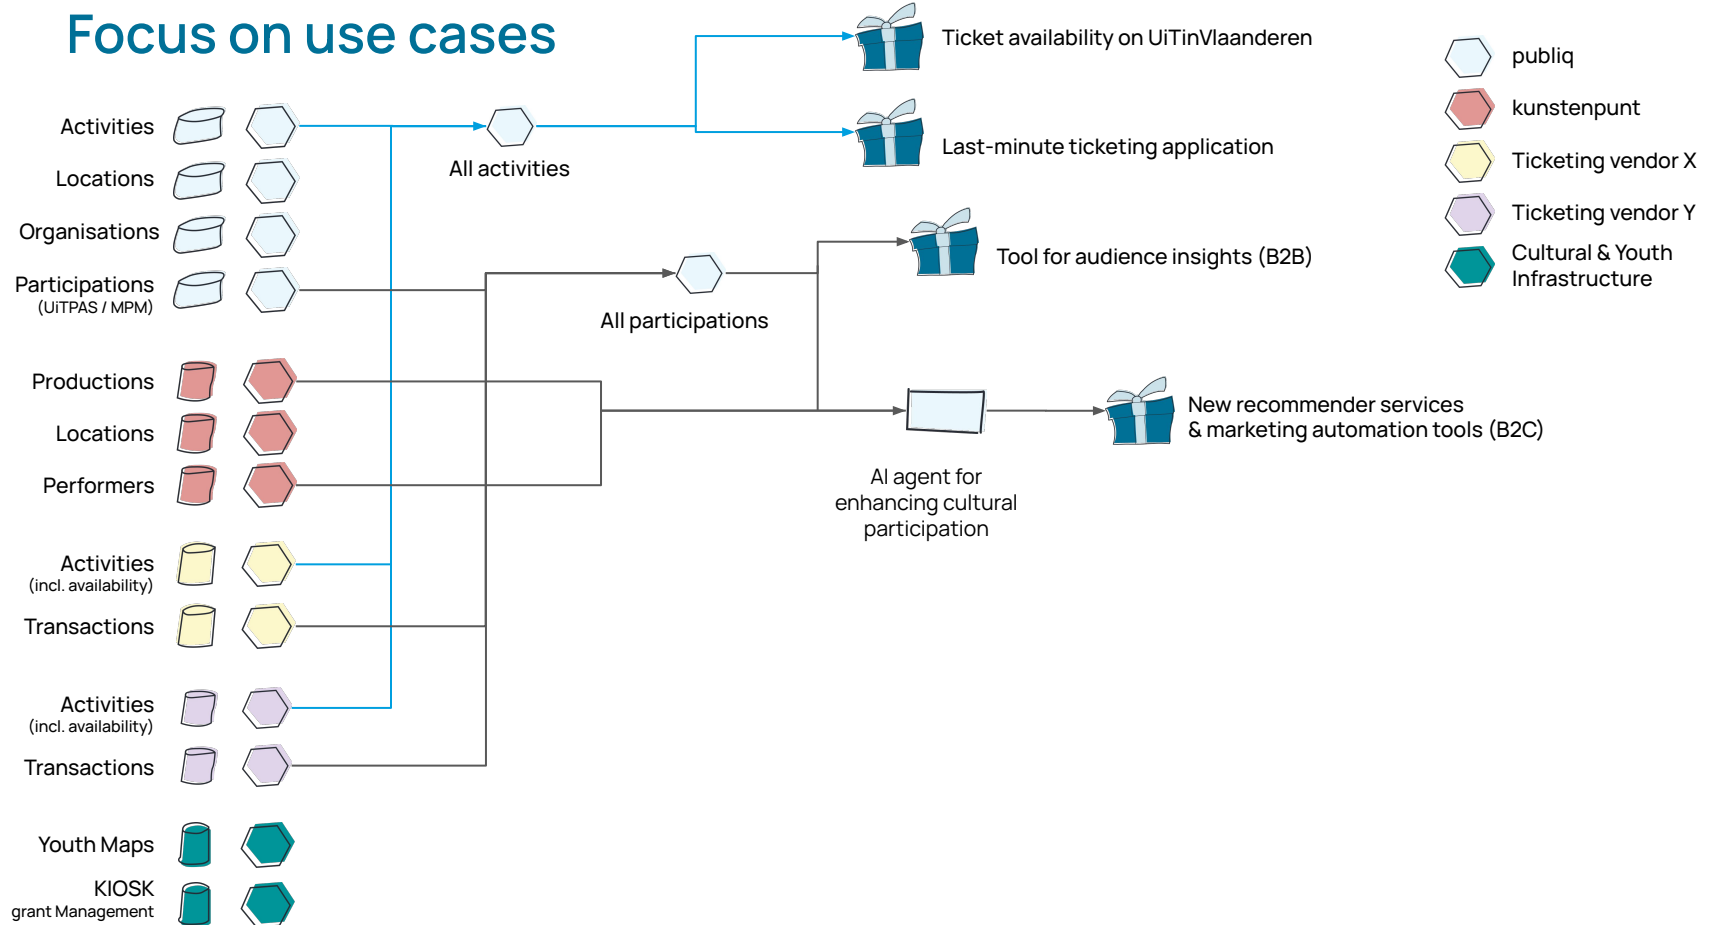 Focus on use cases
Activities
Locations
Organisations
Participations
(UiTPAS / MPM)
Productions
Locations
Performers
Activities
(incl. availability)
Transactions
Activities
(incl. availability)
Transactions
Youth Maps
KIOSK
grant Management
All activities
All participations
Ticket availability on UiTinVlaanderen
Last-minute ticketing application
Tool for audience insights (B2B)
AI agent for
enhancing cultural
participation
New recommender services
& marketing automation tools (B2C)
publiq
kunstenpunt
Ticketing vendor X
Ticketing vendor Y
Cultural & Youth
Infrastructure